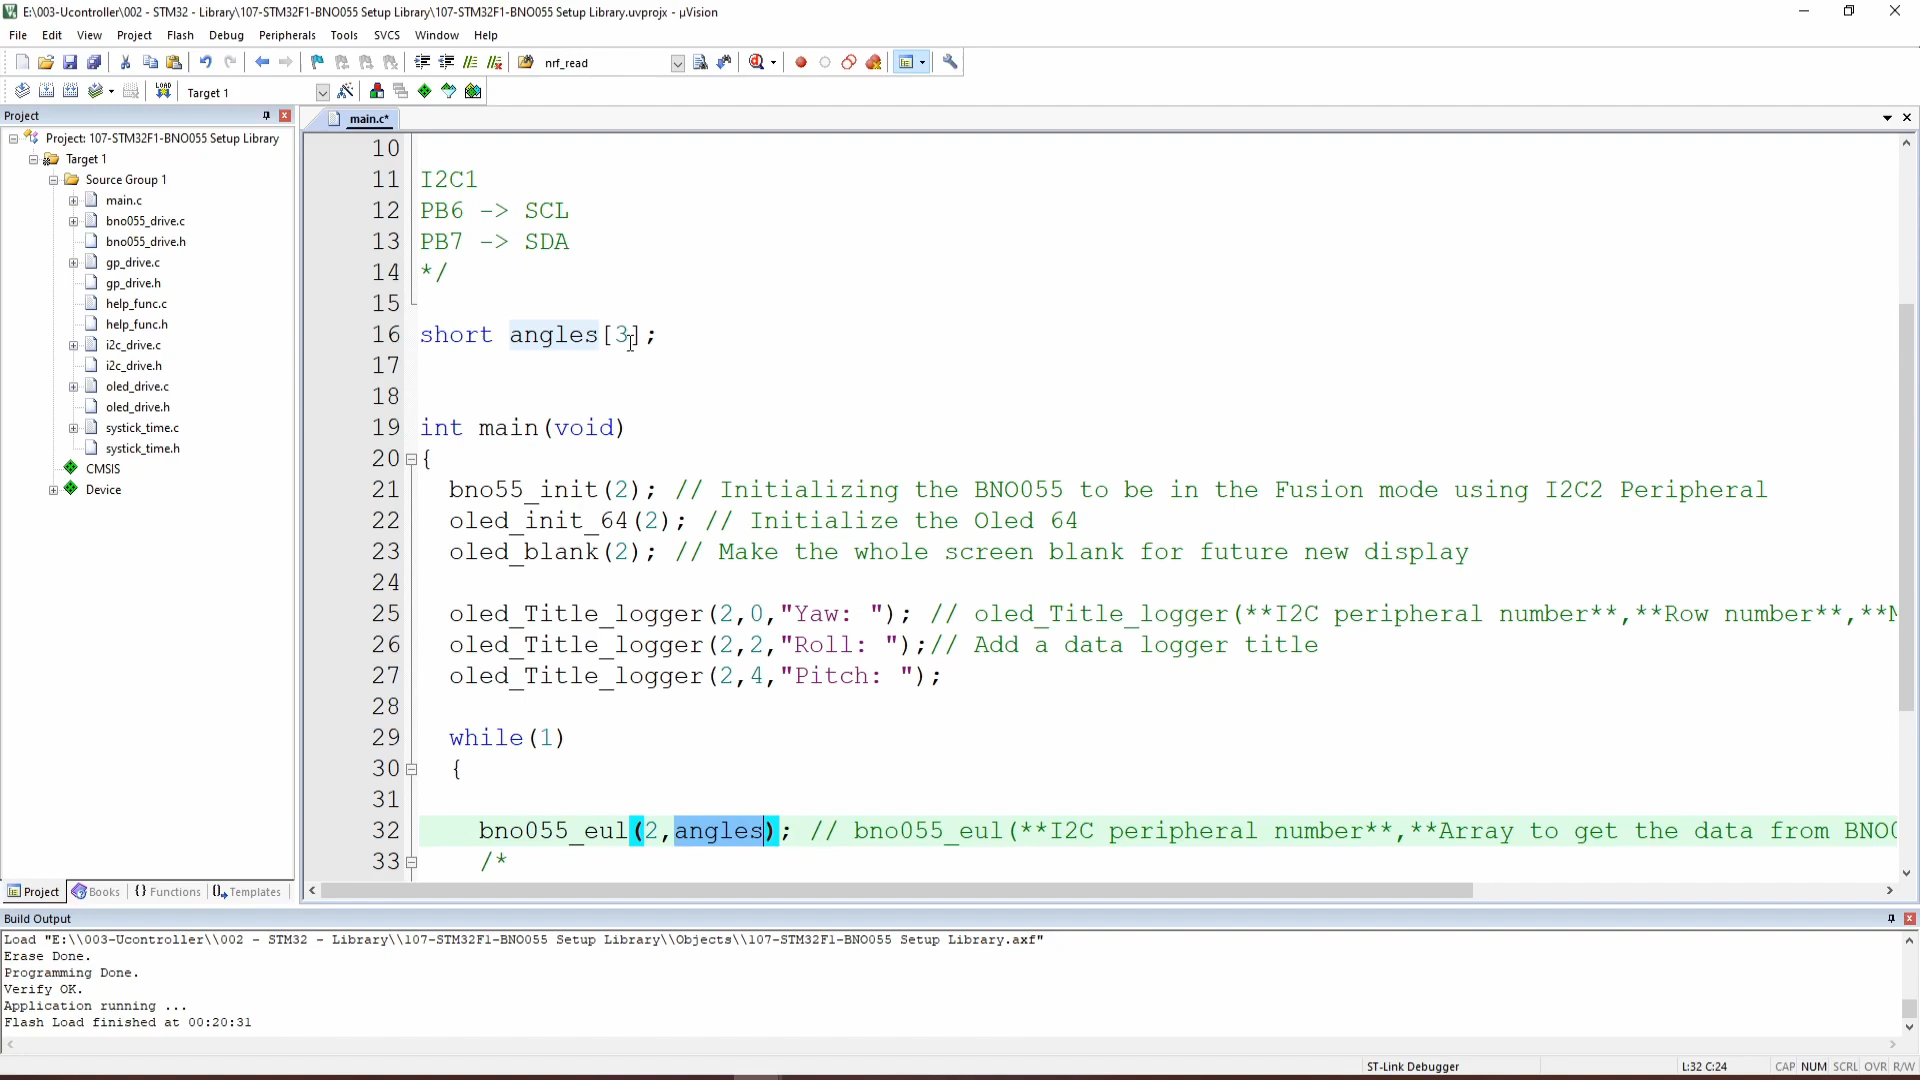 E:\003-Ucontroller\002 - STM32 - Library\107-STM32F1-BNO055 Setup Library\107-STM32F1-BNO055 Setup Library.uvprojx - µVision
File Edit View Project Flash Debug Peripherals Tools SVCS Window Help
nrf_read
LOAD Target 1
Project
main.c*
Project: 107-STM32F1-BNO055 Setup Library
Target 1
Source Group 1
main.c
bno055_drive.c
bno055_drive.h
gp_drive.c
gp_drive.h
help_func.c
help_func.h
i2c_drive.c
i2c_drive.h
oled_drive.c
oled_drive.h
systick_time.c
systick_time.h
CMSIS
Device
10
11 I2C1
12 PB6 -> SCL
13 PB7 -> SDA
14 */
15
16 short angles[3];
17
18
19 int main(void)
20 {
21 bno55_init(2); // Initializing the BNO055 to be in the Fusion mode using I2C2 Peripheral
22 oled_init_64(2); // Initialize the Oled 64
23 oled_blank(2); // Make the whole screen blank for future new display
24
25 oled_Title_logger(2,0,"Yaw: "); // oled_Title_logger(**I2C peripheral number**,**Row number**,**
26 oled_Title_logger(2,2,"Roll: ");// Add a data logger title
27 oled_Title_logger(2,4,"Pitch: ");
28
29 while(1)
30 {
31
32 bno055_eul(2,angles); // bno055_eul(**I2C peripheral number**,**Array to get the data from BNO
33 /*
Project Books {} Functions Templates
Build Output
Load "E:\\003-Ucontroller\\002 - STM32 - Library\\107-STM32F1-BNO055 Setup Library\\Objects\\107-STM32F1-BNO055 Setup Library.axf"
Erase Done.
Programming Done.
Verify OK.
Application running ...
Flash Load finished at 00:20:31
ST-Link Debugger L:32 C:24 CAP NUM SCRL OVR R/W